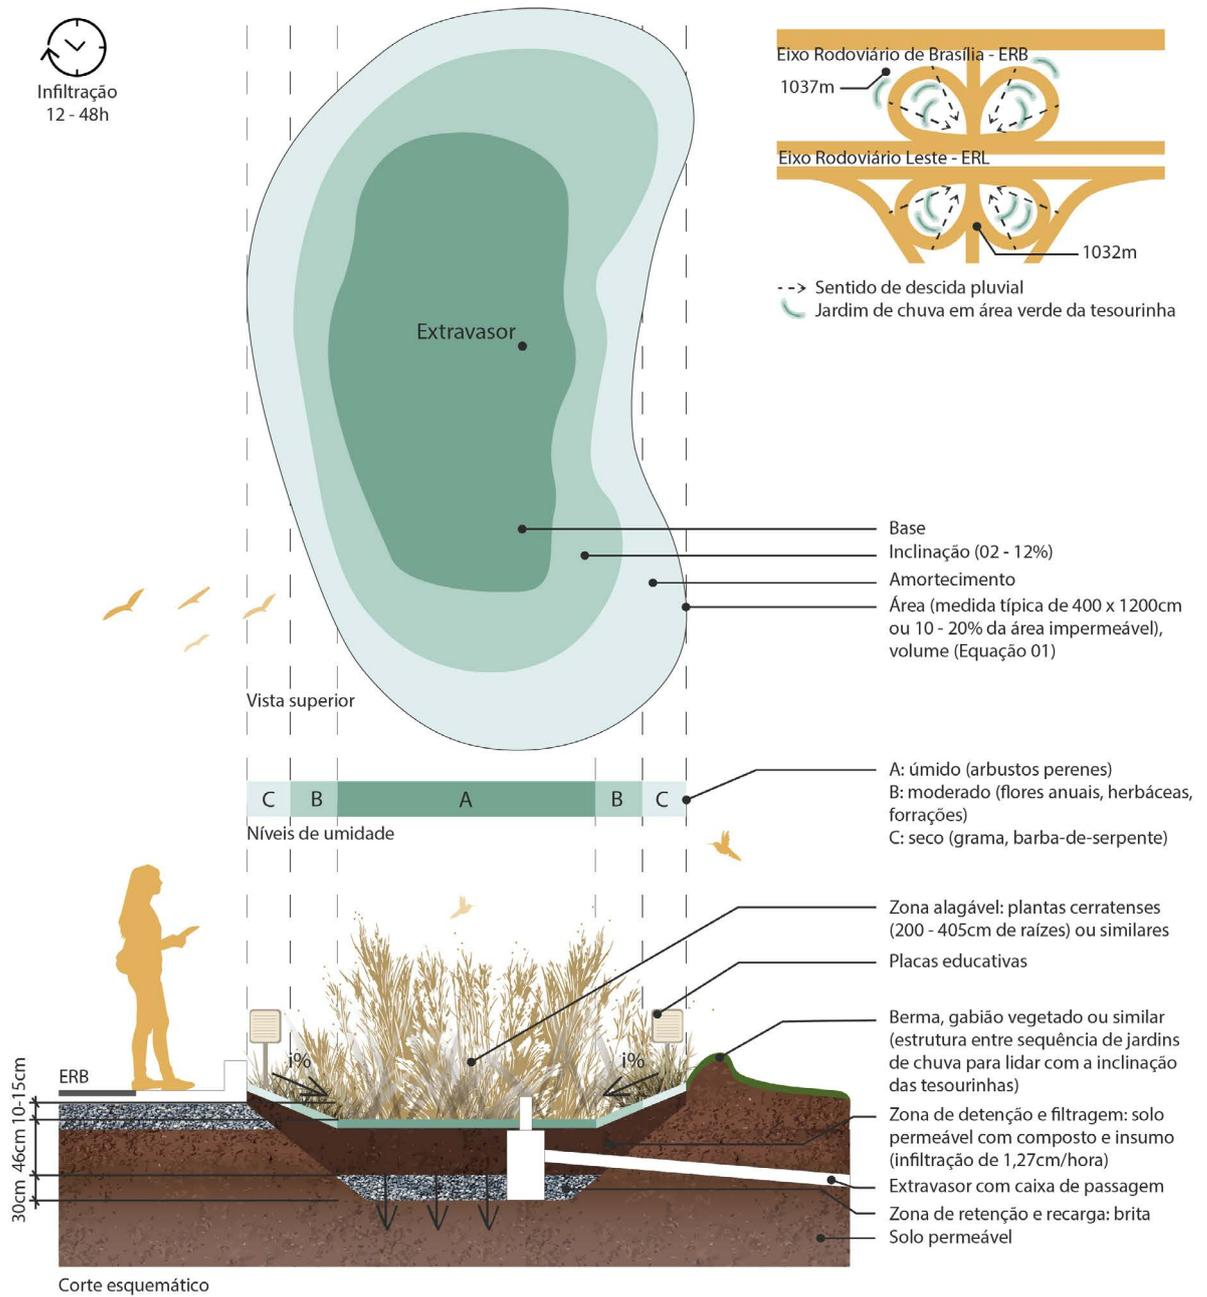 Infiltração
12 - 48h
Eixo Rodoviário de Brasília - ERB
1037m
Eixo Rodoviário Leste - ERL
1032m
Sentido de descida pluvial
Jardim de chuva em área verde da tesourinha
Extravasor
Base
Inclinação (02 - 12%)
Amortecimento
Área (medida típica de 400 x 1200cm
ou 10 - 20% da área impermeável),
volume (Equação 01)
Vista superior
C B A B C
Níveis de umidade
A: úmido (arbustos perenes)
B: moderado (flores anuais, herbáceas,
forrações)
C: seco (grama, barba-de-serpente)
Zona alagável: plantas cerratenses
(200 - 405cm de raízes) ou similares
Placas educativas
Berma, gabião vegetado ou similar
(estrutura entre sequência de jardins
de chuva para lidar com a inclinação
das tesourinhas)
i%
i%
ERB
10-15cm
46cm
30cm
Zona de detenção e filtragem: solo
permeável com composto e insumo
(infiltração de 1,27cm/hora)
Extravasor com caixa de passagem
Zona de retenção e recarga: brita
Solo permeável
Corte esquemático